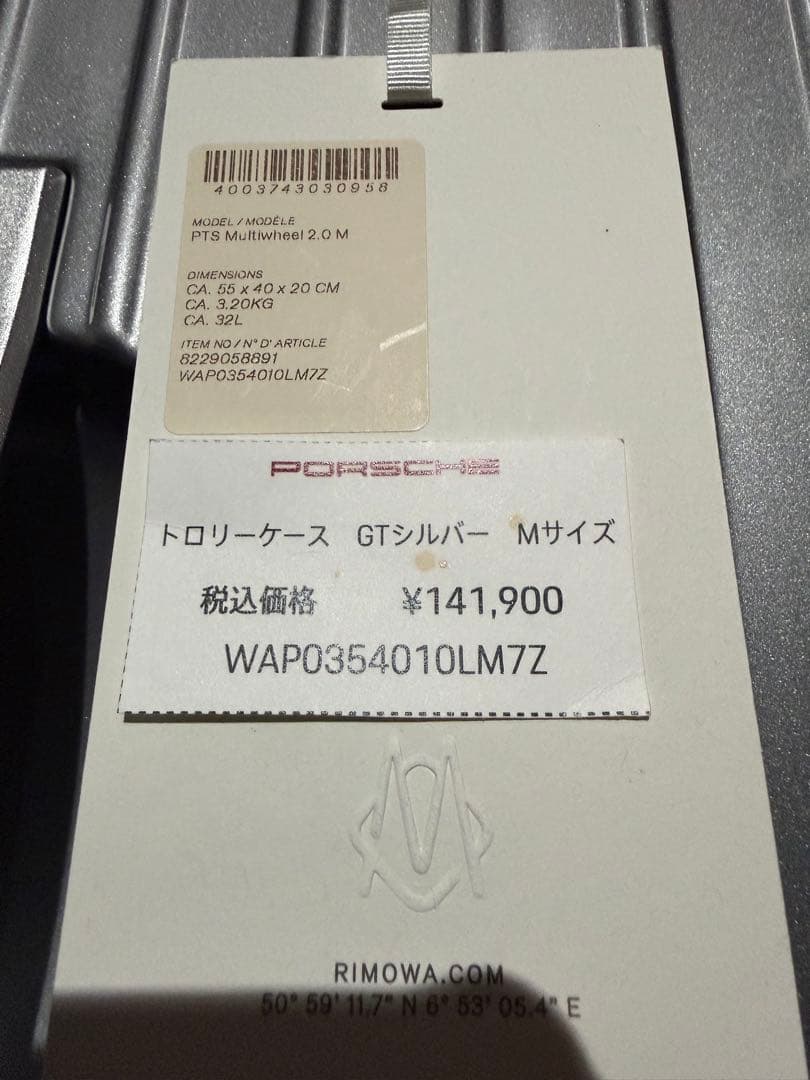 4003743030958
MODEL / MODÈLE
PTS Multiwheel 2.0 M
DIMENSIONS
CA. 55 x 40 x 20 CM
CA. 3.20KG
CA. 32L
ITEM NO / N° D' ARTICLE
8229058891
WAP0354010LM7Z
PORSCHE
トロリーケース GTシルバー Mサイズ
税込価格 ¥141,900
WAP0354010LM7Z
RIMOWA.COM
50° 59' 11.7" N 6° 53' 05.4" E